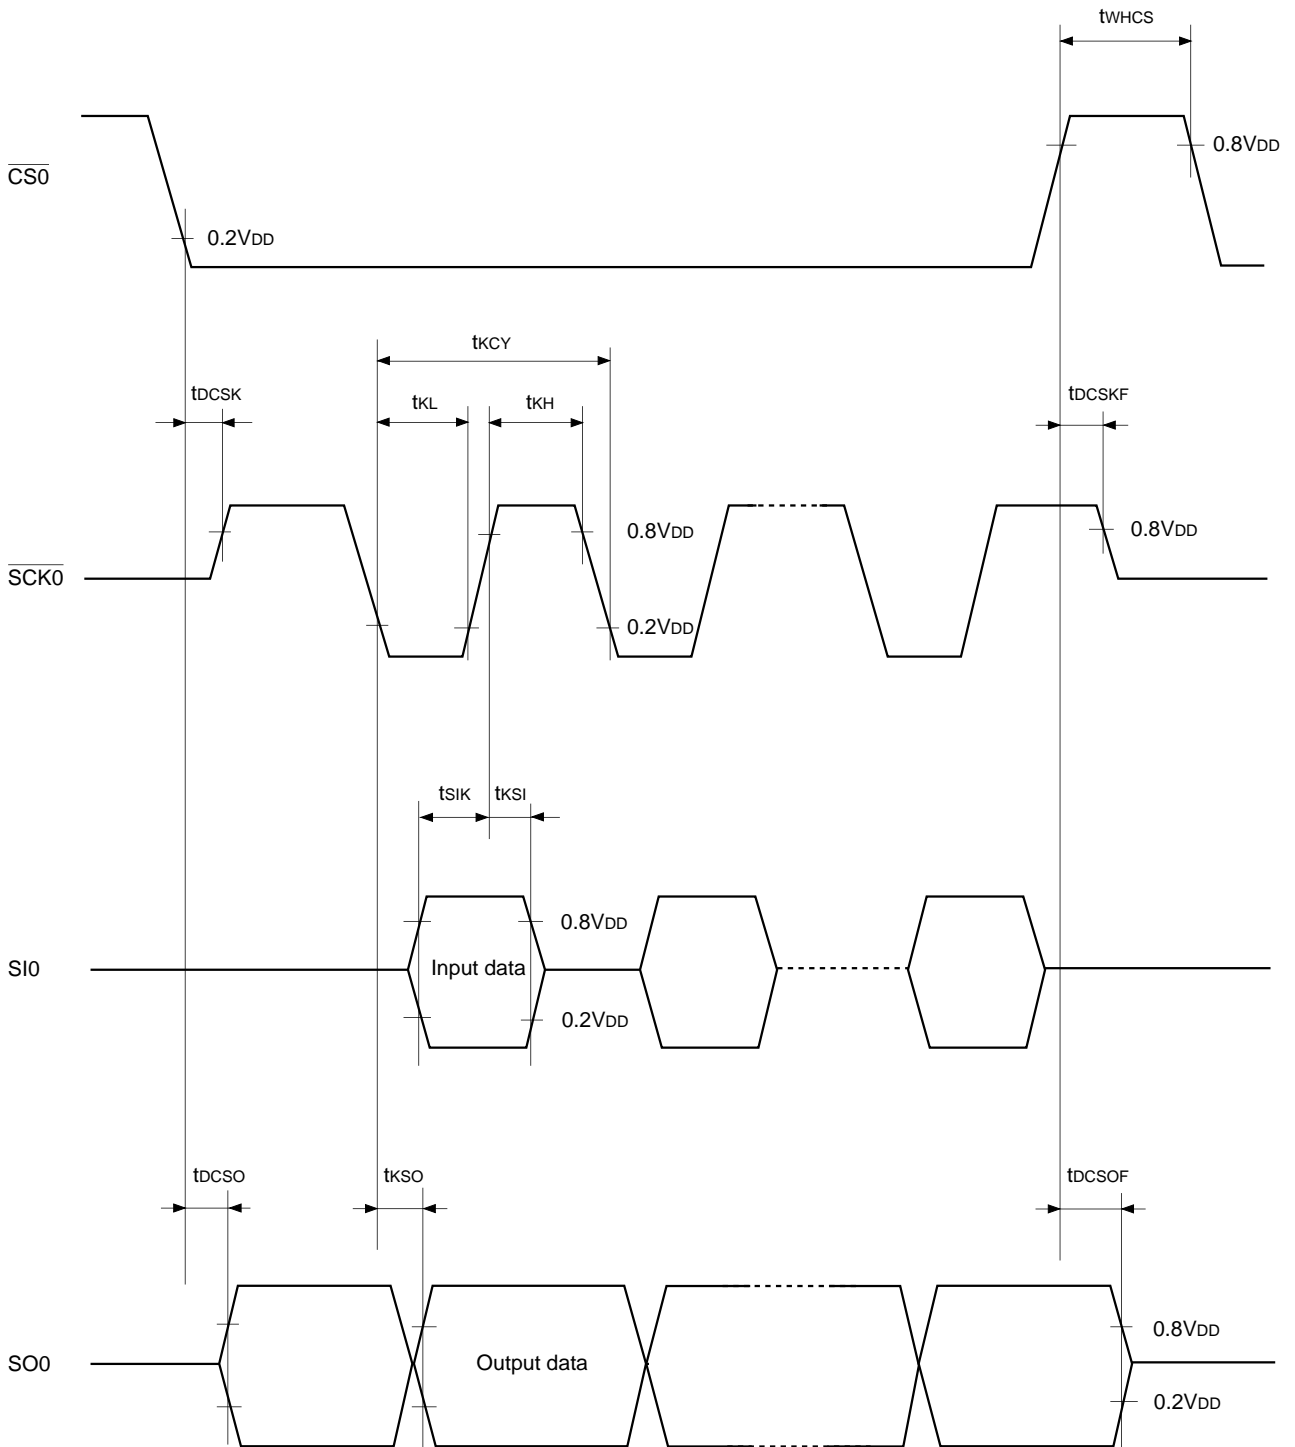 tWHCS
CS0
0.8VDD
0.2VDD
tKCY
tDCSK
tKL
tKH
tDCSKF
0.8VDD
0.8VDD
SCK0
0.2VDD
tSIK
tKSI
0.8VDD
SI0
Input data
0.2VDD
tDCSO
tKSO
tDCSOF
0.8VDD
SO0
Output data
0.2VDD